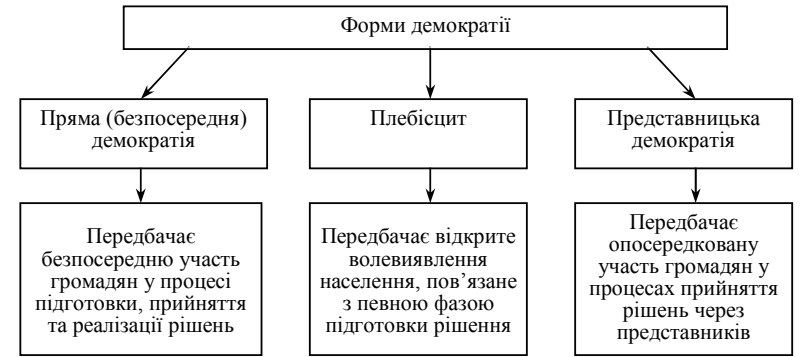 Форми демократії
Пряма (безпосередня)
демократія
Плебісцит
Представницька
демократія
Передбачає
безпосередню участь
громадян у процесі
підготовки, прийняття
та реалізації рішень
Передбачає відкрите
волевиявлення
населення, пов’язане
з певною фазою
підготовки рішення
Передбачає
опосередковану
участь громадян у
процесах прийняття
рішень через
представників